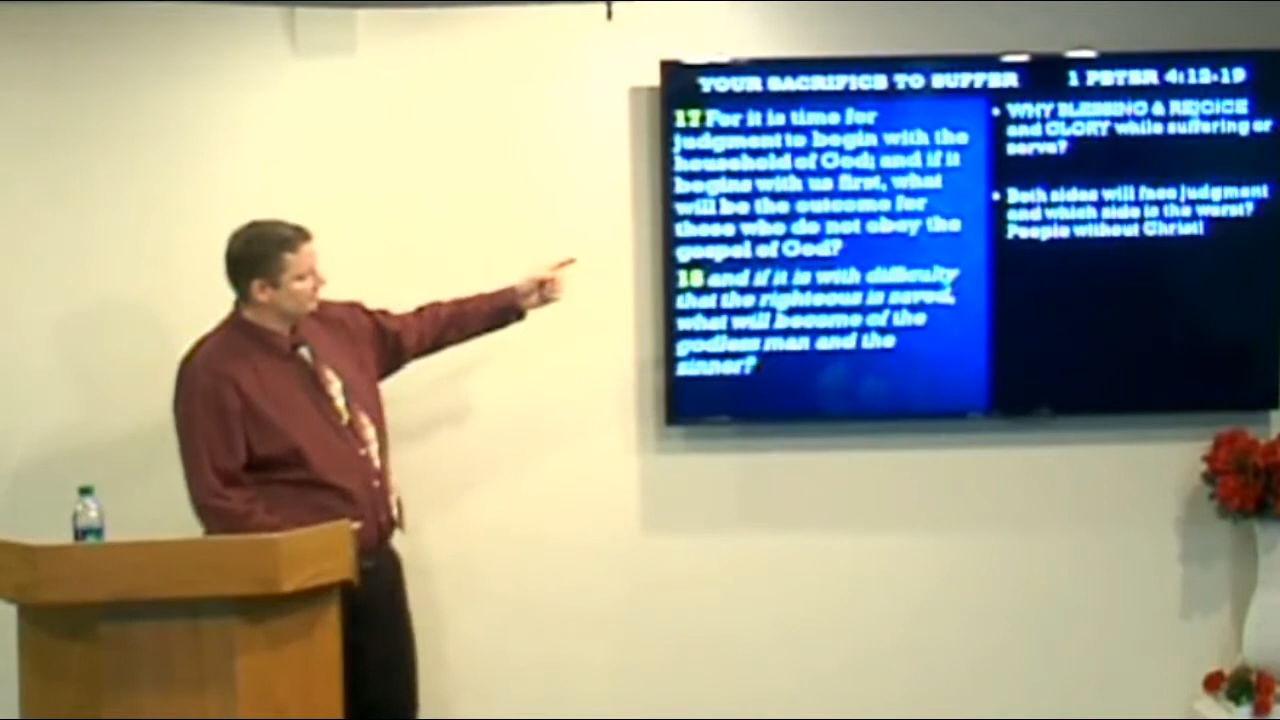 YOUR SACRIFICE TO SUFFER 1 PETER 4:12-19
17 For it is time for
judgment to begin with the
household of God; and if it
begins with us first, what
will be the outcome for
those who do not obey the
gospel of God?
18 and if it is with difficulty
that the righteous is saved,
what will become of the
godless man and the
sinner?
• WHY BLESSING & REJOICE
and GLORY while suffering or
serve?
• Both sides will face judgment
and which side is the worst?
People without Christ!